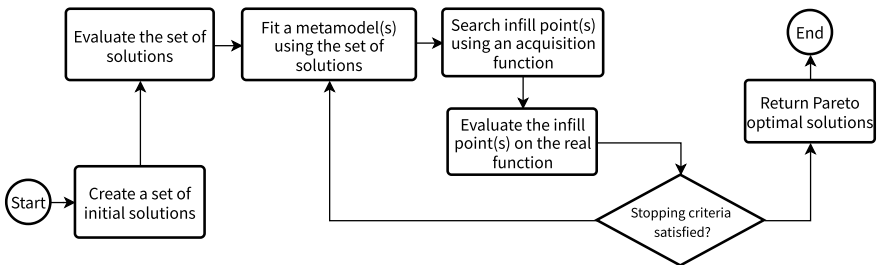 Start
Create a set of
initial solutions
Evaluate the set of
solutions
Fit a metamodel(s)
using the set of
solutions
Search infill point(s)
using an acquisition
function
Evaluate the infill
point(s) on the real
function
Stopping criteria
satisfied?
Return Pareto
optimal solutions
End